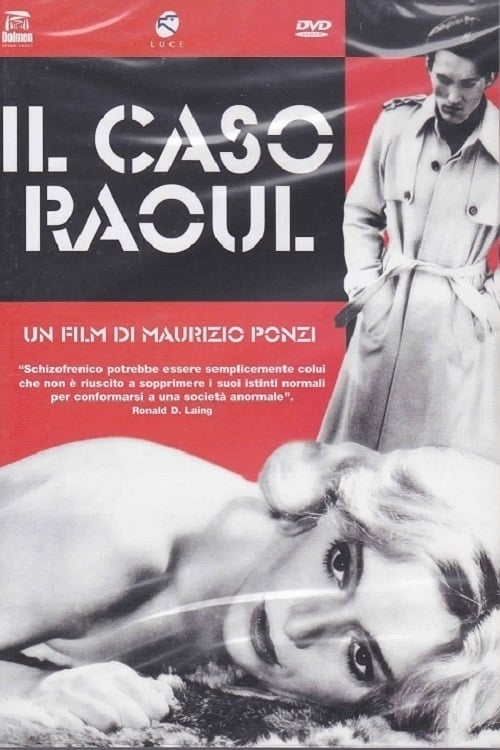 Dolmen
LUCE
DVD
VIDEO
IL CASO
RAOUL
UN FILM DI MAURIZIO PONZI
“Schizofrenico potrebbe essere semplicemente colui
che non è riuscito a sopprimere i suoi istinti normali
per conformarsi a una società anormale”.
Ronald D. Laing